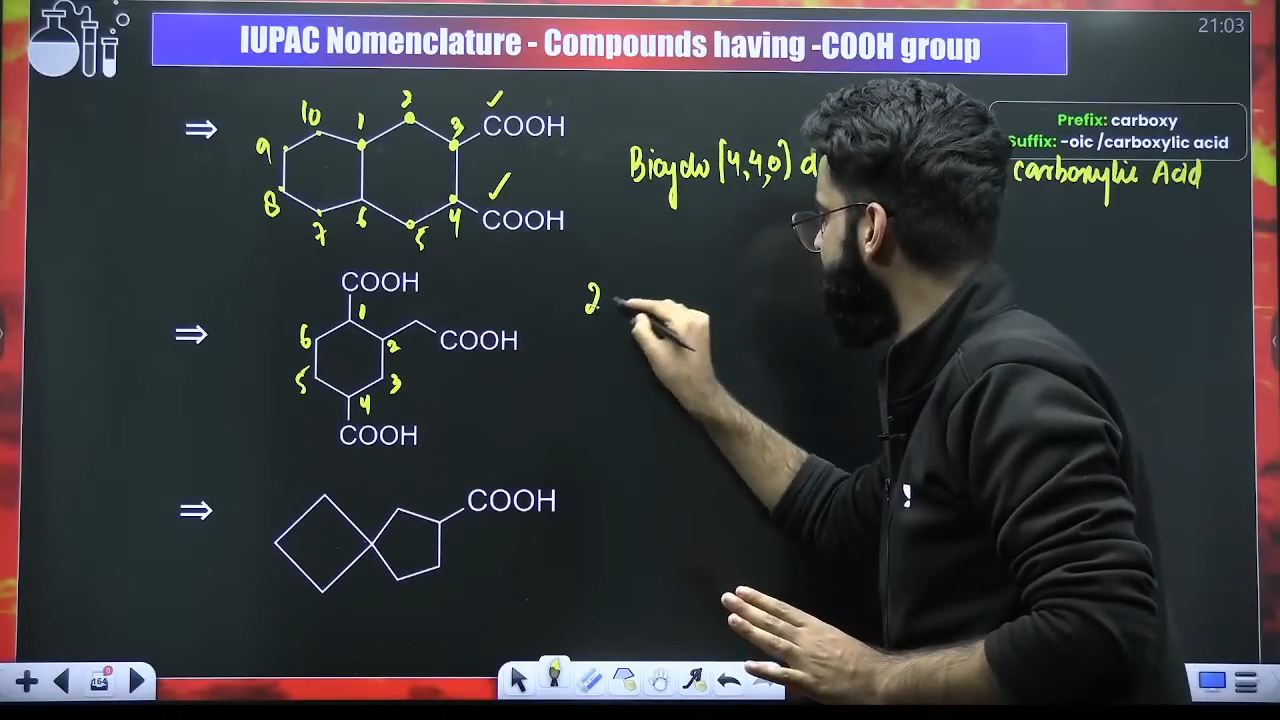 IUPAC Nomenclature - Compounds having -COOH group
21:03
Prefix: carboxy
Suffix: -oic /carboxylic acid
⇒
10 1 2 3 ✓ COOH
9
8 7 6 5 4 ✓ COOH
Bicyclo [4,4,0) d carboxylic Acid
⇒
COOH
1
6 2 COOH
5 3
4
COOH
2
⇒
COOH
164